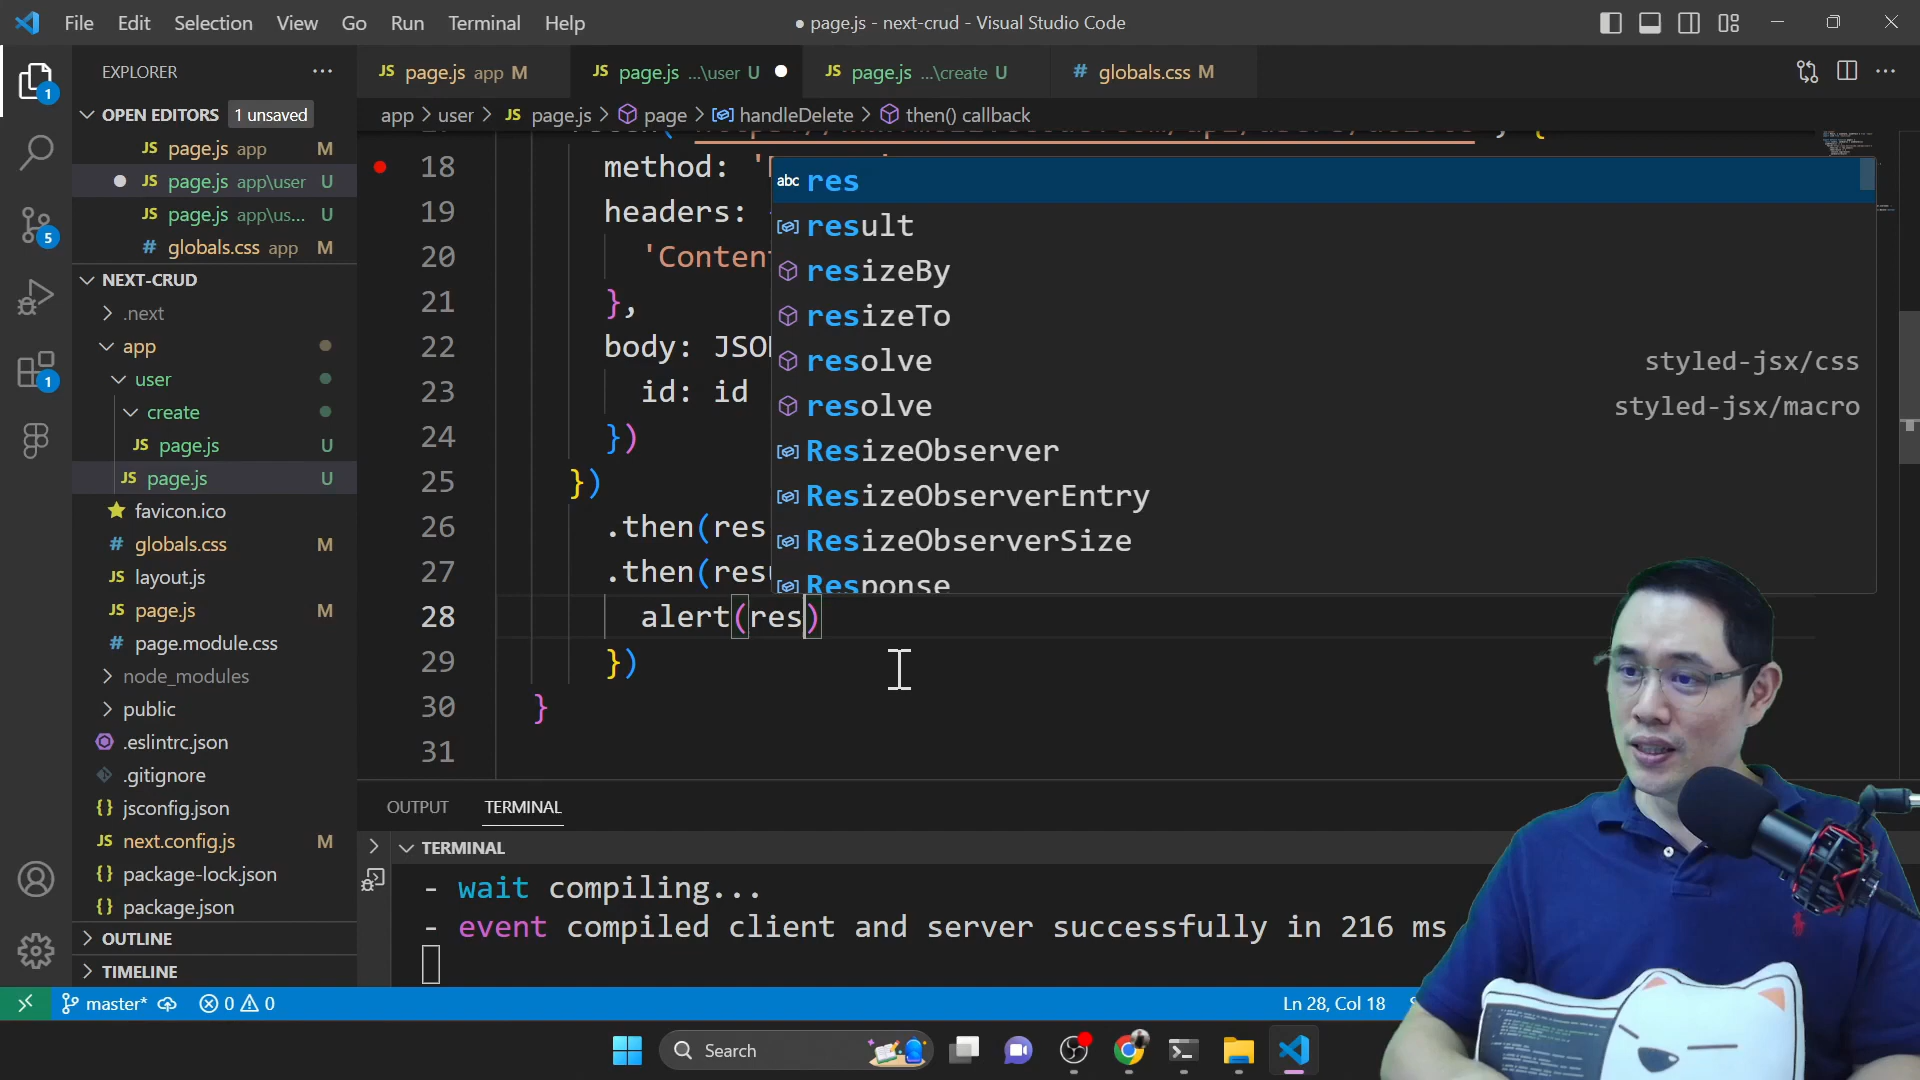 File Edit Selection View Go Run Terminal Help
● page.js - next-crud - Visual Studio Code
EXPLORER
OPEN EDITORS 1 unsaved
JS page.js app M
JS page.js app\user U
JS page.js app\us... U
# globals.css app M
NEXT-CRUD
.next
app
user
create
JS page.js U
JS page.js U
favicon.ico
# globals.css M
JS layout.js
JS page.js M
page.module.css
node_modules
public
.eslintrc.json
.gitignore
{} jsconfig.json
JS next.config.js M
{} package-lock.json
{} package.json
OUTLINE
TIMELINE
1
5
1
JS page.js app M
JS page.js ...\user U
JS page.js ...\create U
# globals.css M
app > user > JS page.js > page > handleDelete > then() callback
18 method: '
19 headers:
20 'Content
21 },
22 body: JSON
23 id: id
24 })
25 })
26 .then(res
27 .then(resu
28 alert(res)
29 })
30 }
31
abc res
result
resizeBy
resizeTo
resolve styled-jsx/css
resolve styled-jsx/macro
ResizeObserver
ResizeObserverEntry
ResizeObserverSize
Response
OUTPUT TERMINAL
TERMINAL
- wait compiling...
- event compiled client and server successfully in 216 ms
master* 0 0 Ln 28, Col 18
Search